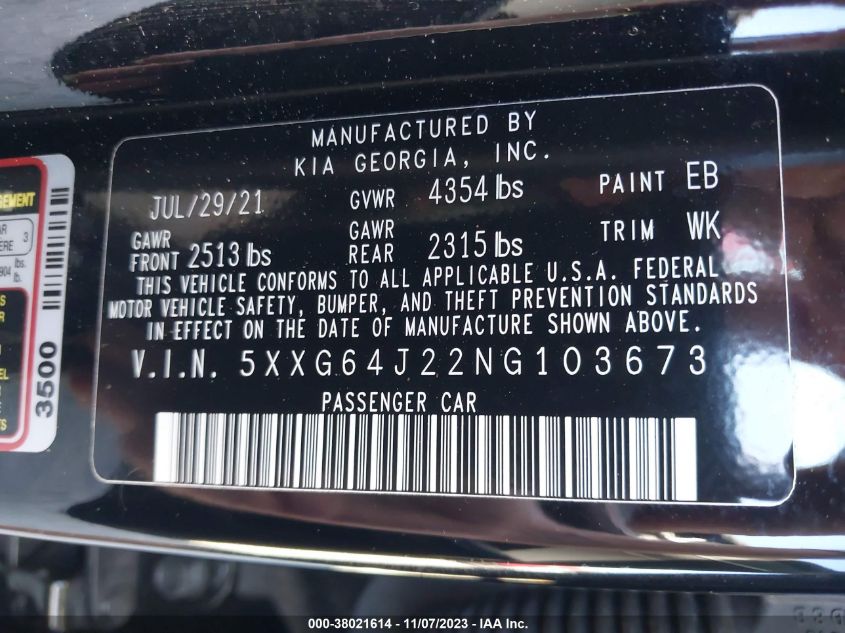 MANUFACTURED BY
KIA GEORGIA, INC.
JUL/29/21 GVWR 4354 lbs PAINT EB
GAWR FRONT 2513 lbs GAWR REAR 2315 lbs TRIM WK
THIS VEHICLE CONFORMS TO ALL APPLICABLE U.S.A. FEDERAL
MOTOR VEHICLE SAFETY, BUMPER, AND THEFT PREVENTION STANDARDS
IN EFFECT ON THE DATE OF MANUFACTURE SHOWN ABOVE.
V.I.N. 5XXG64J22NG103673
PASSENGER CAR
3500
000-38021614 - 11/07/2023 - IAA Inc.